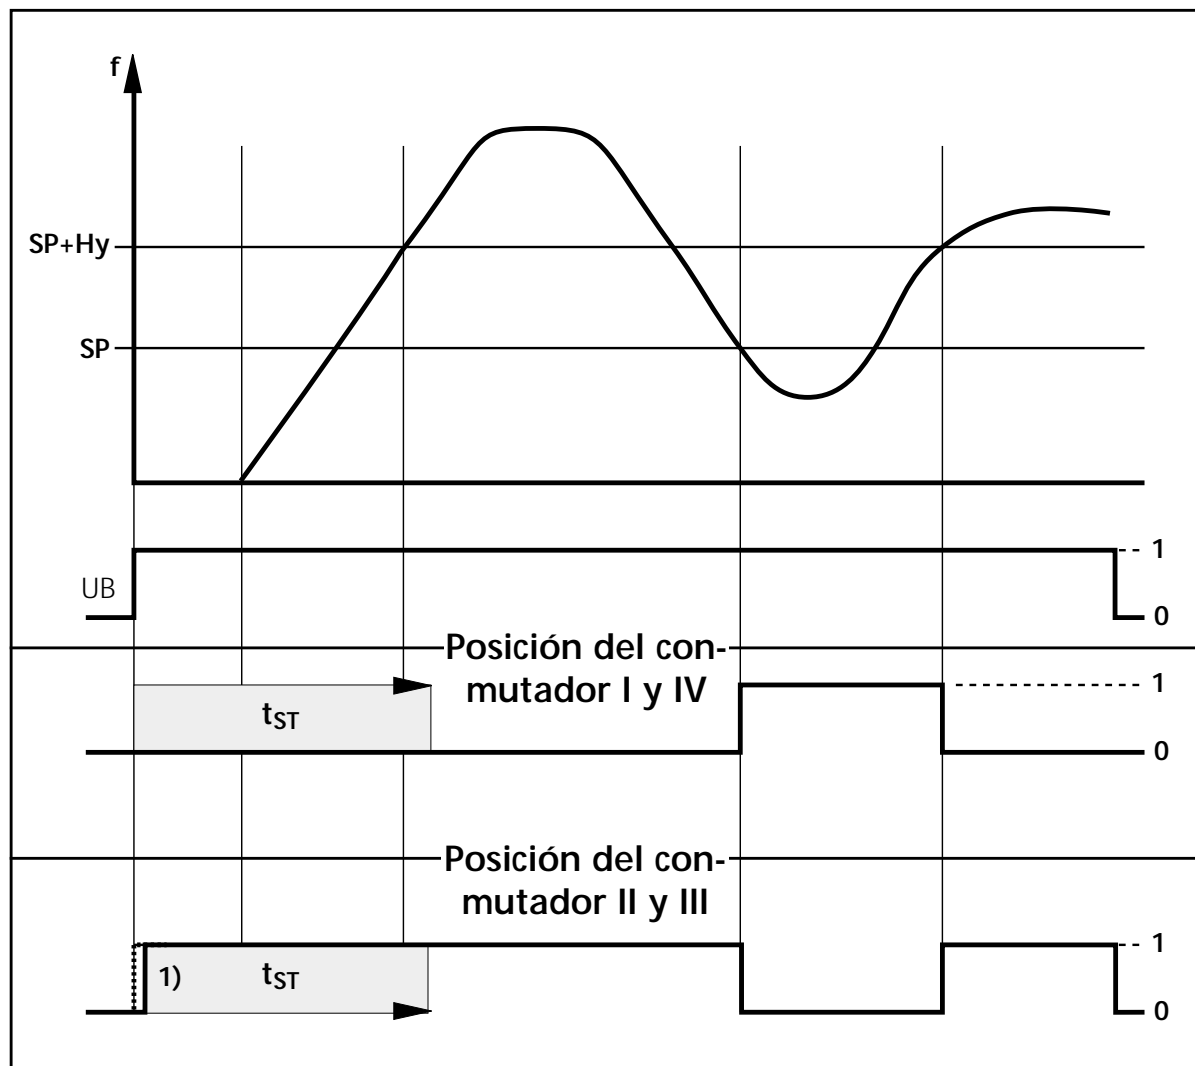 f
SP+Hy
SP
1
UB
0
Posición del con-
mutador I y IV
1
tST
0
Posición del con-
mutador II y III
1
1) tST
0